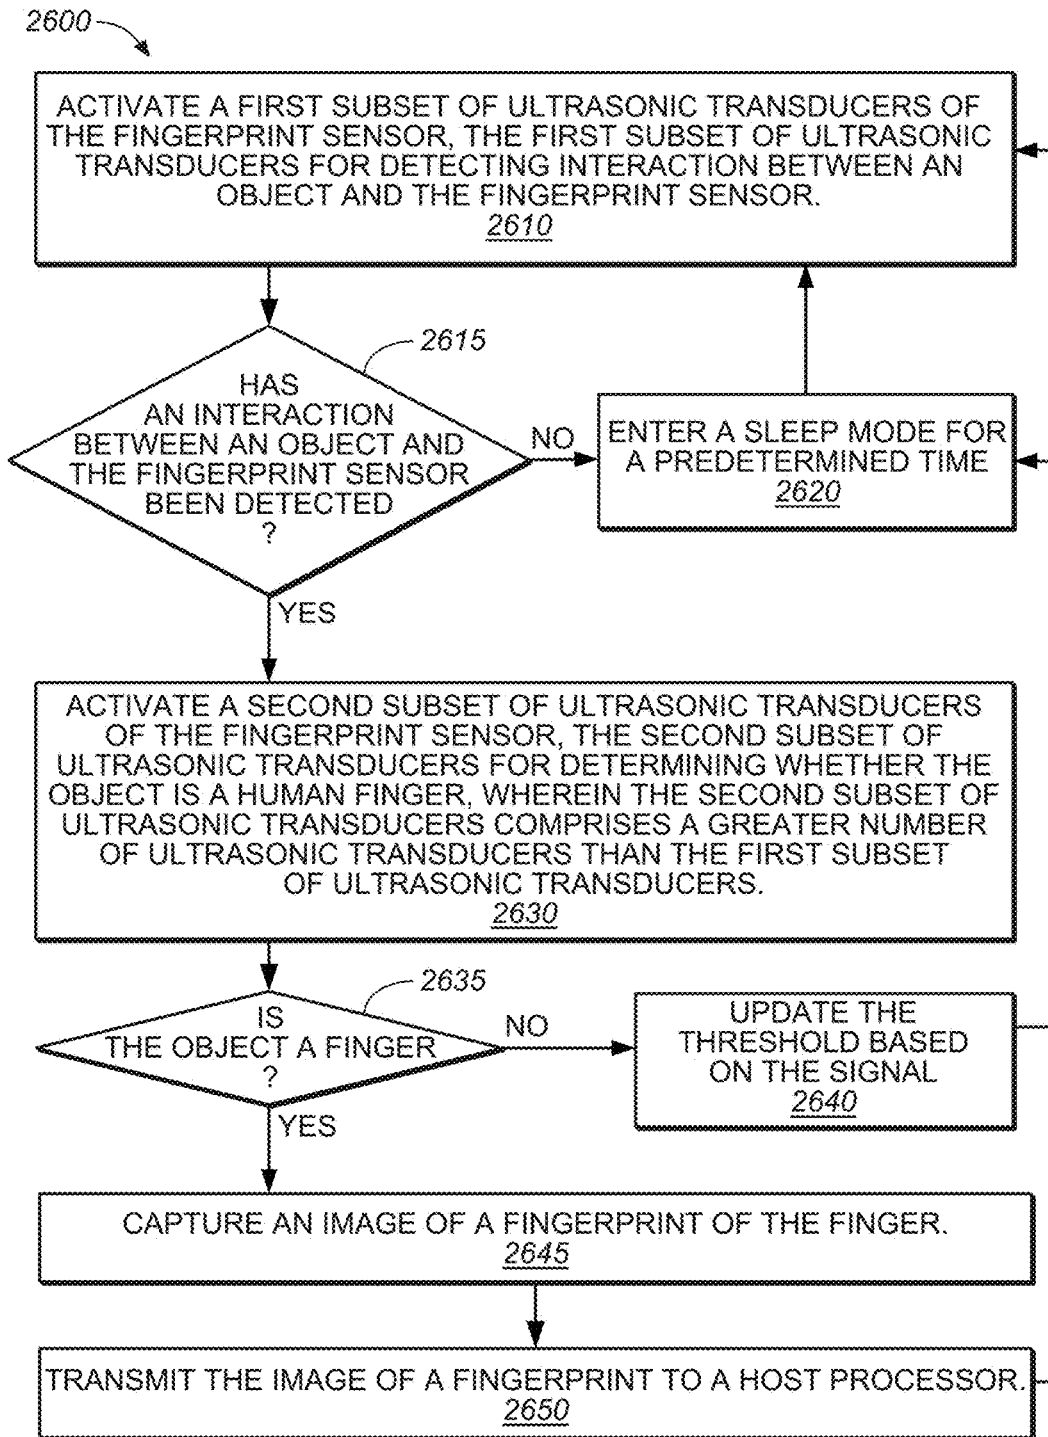 2600
ACTIVATE A FIRST SUBSET OF ULTRASONIC TRANSDUCERS OF
THE FINGERPRINT SENSOR, THE FIRST SUBSET OF ULTRASONIC
TRANSDUCERS FOR DETECTING INTERACTION BETWEEN AN
OBJECT AND THE FINGERPRINT SENSOR.
2610
2615
HAS
AN INTERACTION
BETWEEN AN OBJECT AND
THE FINGERPRINT SENSOR
BEEN DETECTED
?
NO
ENTER A SLEEP MODE FOR
A PREDETERMINED TIME
2620
YES
ACTIVATE A SECOND SUBSET OF ULTRASONIC TRANSDUCERS
OF THE FINGERPRINT SENSOR, THE SECOND SUBSET OF
ULTRASONIC TRANSDUCERS FOR DETERMINING WHETHER THE
OBJECT IS A HUMAN FINGER, WHEREIN THE SECOND SUBSET OF
ULTRASONIC TRANSDUCERS COMPRISES A GREATER NUMBER
OF ULTRASONIC TRANSDUCERS THAN THE FIRST SUBSET
OF ULTRASONIC TRANSDUCERS.
2630
2635
IS
THE OBJECT A FINGER
?
NO
UPDATE THE
THRESHOLD BASED
ON THE SIGNAL
2640
YES
CAPTURE AN IMAGE OF A FINGERPRINT OF THE FINGER.
2645
TRANSMIT THE IMAGE OF A FINGERPRINT TO A HOST PROCESSOR.
2650